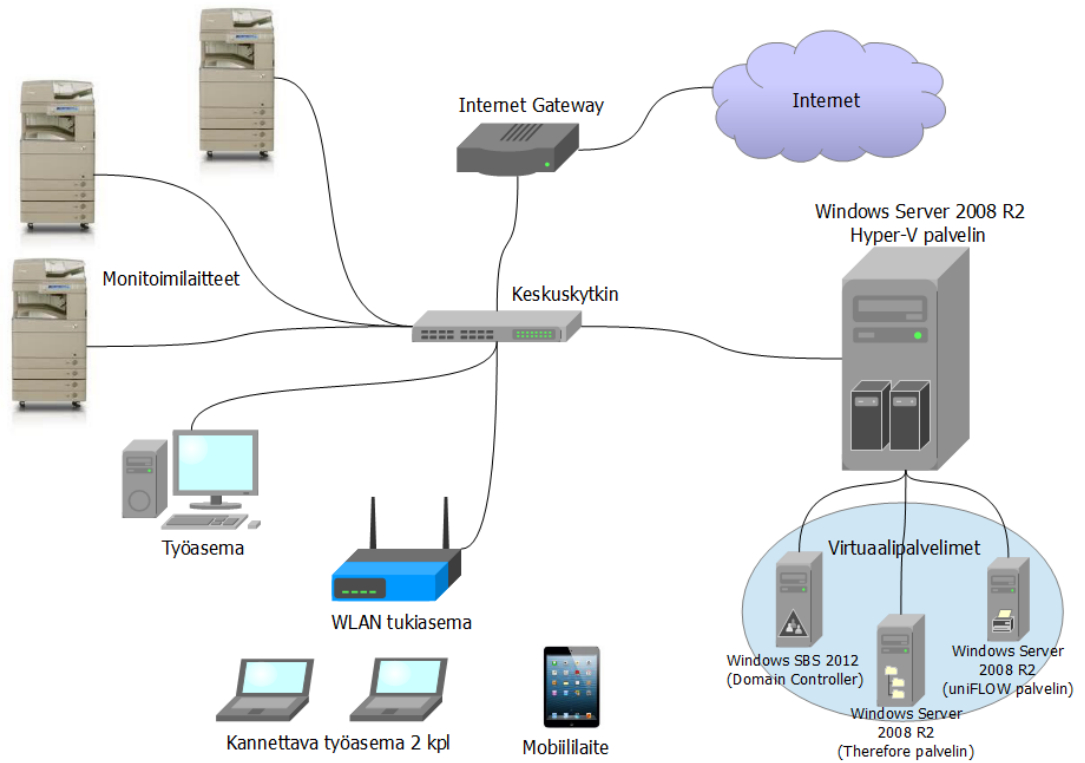 Internet Gateway
Internet
Windows Server 2008 R2
Hyper-V palvelin
Monitoimilaitteet
Keskuskytkin
Työasema
WLAN tukiasema
Virtuaalipalvelimet
Windows SBS 2012
(Domain Controller)
Windows Server
2008 R2
(uniFLOW palvelin)
Windows Server
2008 R2
(Therefore palvelin)
Kannettava työasema 2 kpl
Mobiililaite